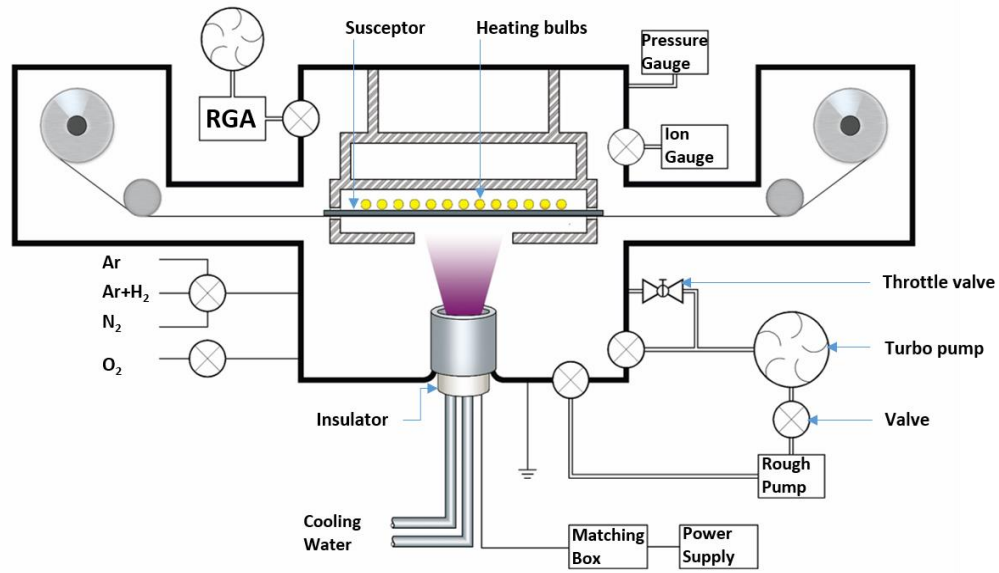 Susceptor
Heating bulbs
Pressure
Gauge
RGA
Ion
Gauge
Ar
Ar+H₂
N₂
O₂
Throttle valve
Turbo pump
Insulator
Valve
Rough
Pump
Cooling
Water
Matching
Box
Power
Supply